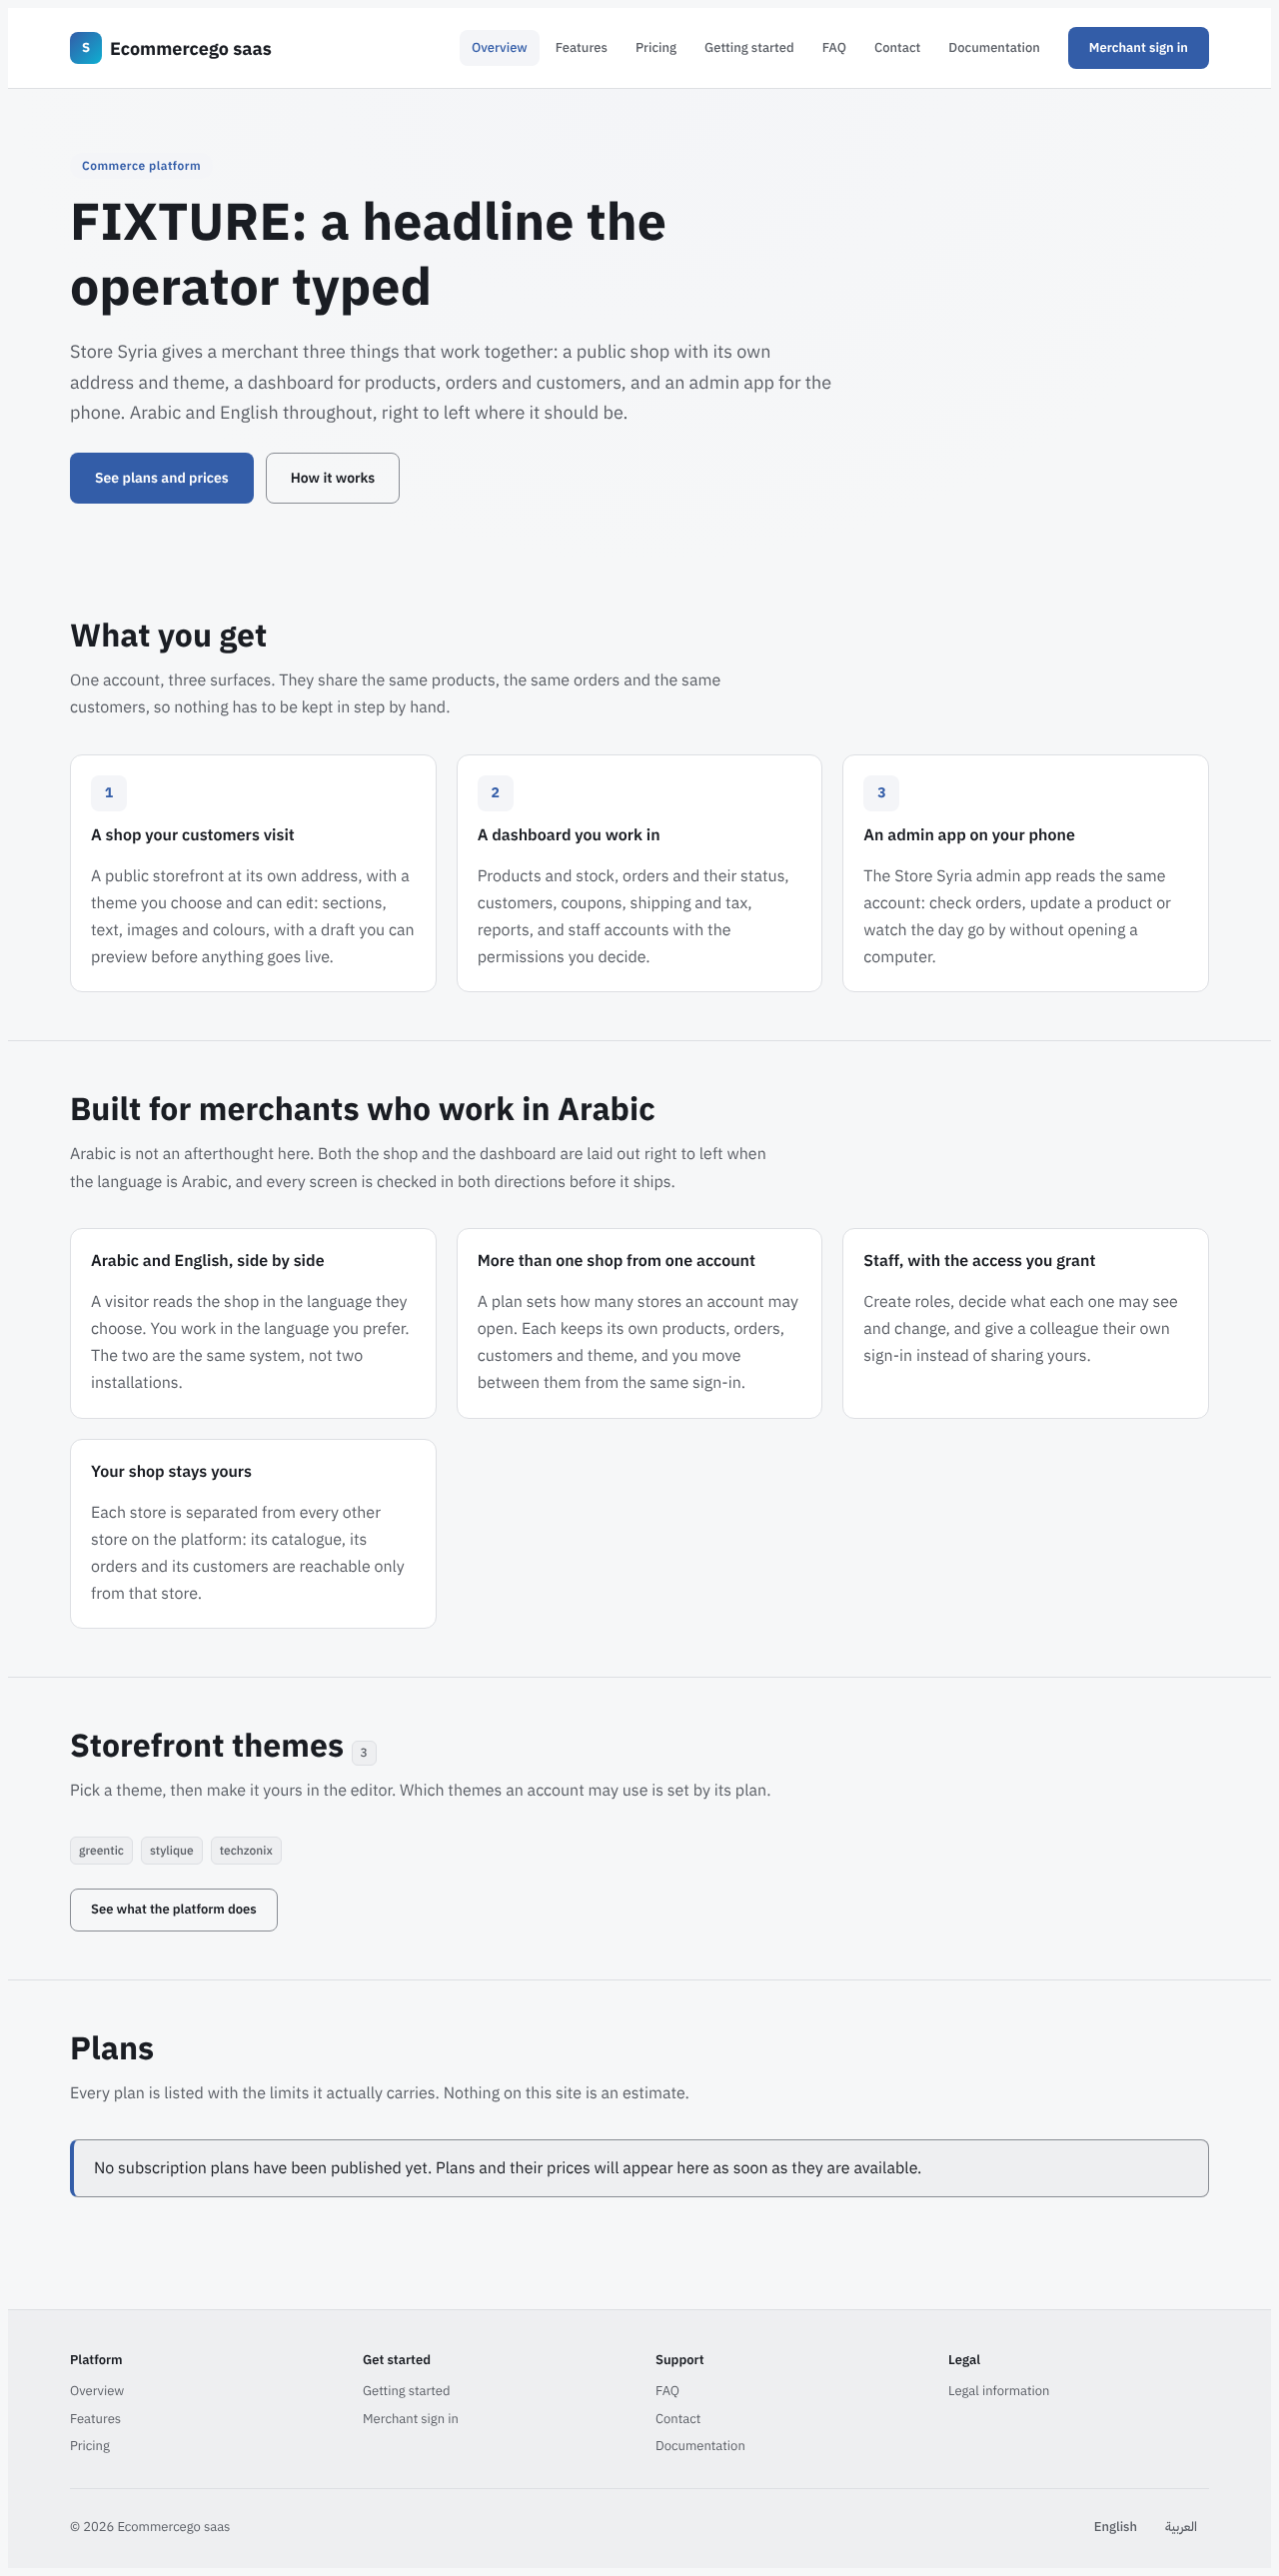 S Ecommercego saas
Overview Features Pricing Getting started FAQ Contact Documentation Merchant sign in
Commerce platform
FIXTURE: a headline the
operator typed
Store Syria gives a merchant three things that work together: a public shop with its own
address and theme, a dashboard for products, orders and customers, and an admin app for the
phone. Arabic and English throughout, right to left where it should be.
See plans and prices How it works
What you get
One account, three surfaces. They share the same products, the same orders and the same
customers, so nothing has to be kept in step by hand.
1
A shop your customers visit
A public storefront at its own address, with a
theme you choose and can edit: sections,
text, images and colours, with a draft you can
preview before anything goes live.
2
A dashboard you work in
Products and stock, orders and their status,
customers, coupons, shipping and tax,
reports, and staff accounts with the
permissions you decide.
3
An admin app on your phone
The Store Syria admin app reads the same
account: check orders, update a product or
watch the day go by without opening a
computer.
Built for merchants who work in Arabic
Arabic is not an afterthought here. Both the shop and the dashboard are laid out right to left when
the language is Arabic, and every screen is checked in both directions before it ships.
Arabic and English, side by side
A visitor reads the shop in the language they
choose. You work in the language you prefer.
The two are the same system, not two
installations.
More than one shop from one account
A plan sets how many stores an account may
open. Each keeps its own products, orders,
customers and theme, and you move
between them from the same sign-in.
Staff, with the access you grant
Create roles, decide what each one may see
and change, and give a colleague their own
sign-in instead of sharing yours.
Your shop stays yours
Each store is separated from every other
store on the platform: its catalogue, its
orders and its customers are reachable only
from that store.
Storefront themes 3
Pick a theme, then make it yours in the editor. Which themes an account may use is set by its plan.
greentic stylique techzonix
See what the platform does
Plans
Every plan is listed with the limits it actually carries. Nothing on this site is an estimate.
No subscription plans have been published yet. Plans and their prices will appear here as soon as they are available.
Platform
Overview
Features
Pricing
Get started
Getting started
Merchant sign in
Support
FAQ
Contact
Documentation
Legal
Legal information
© 2026 Ecommercego saas
English العربية